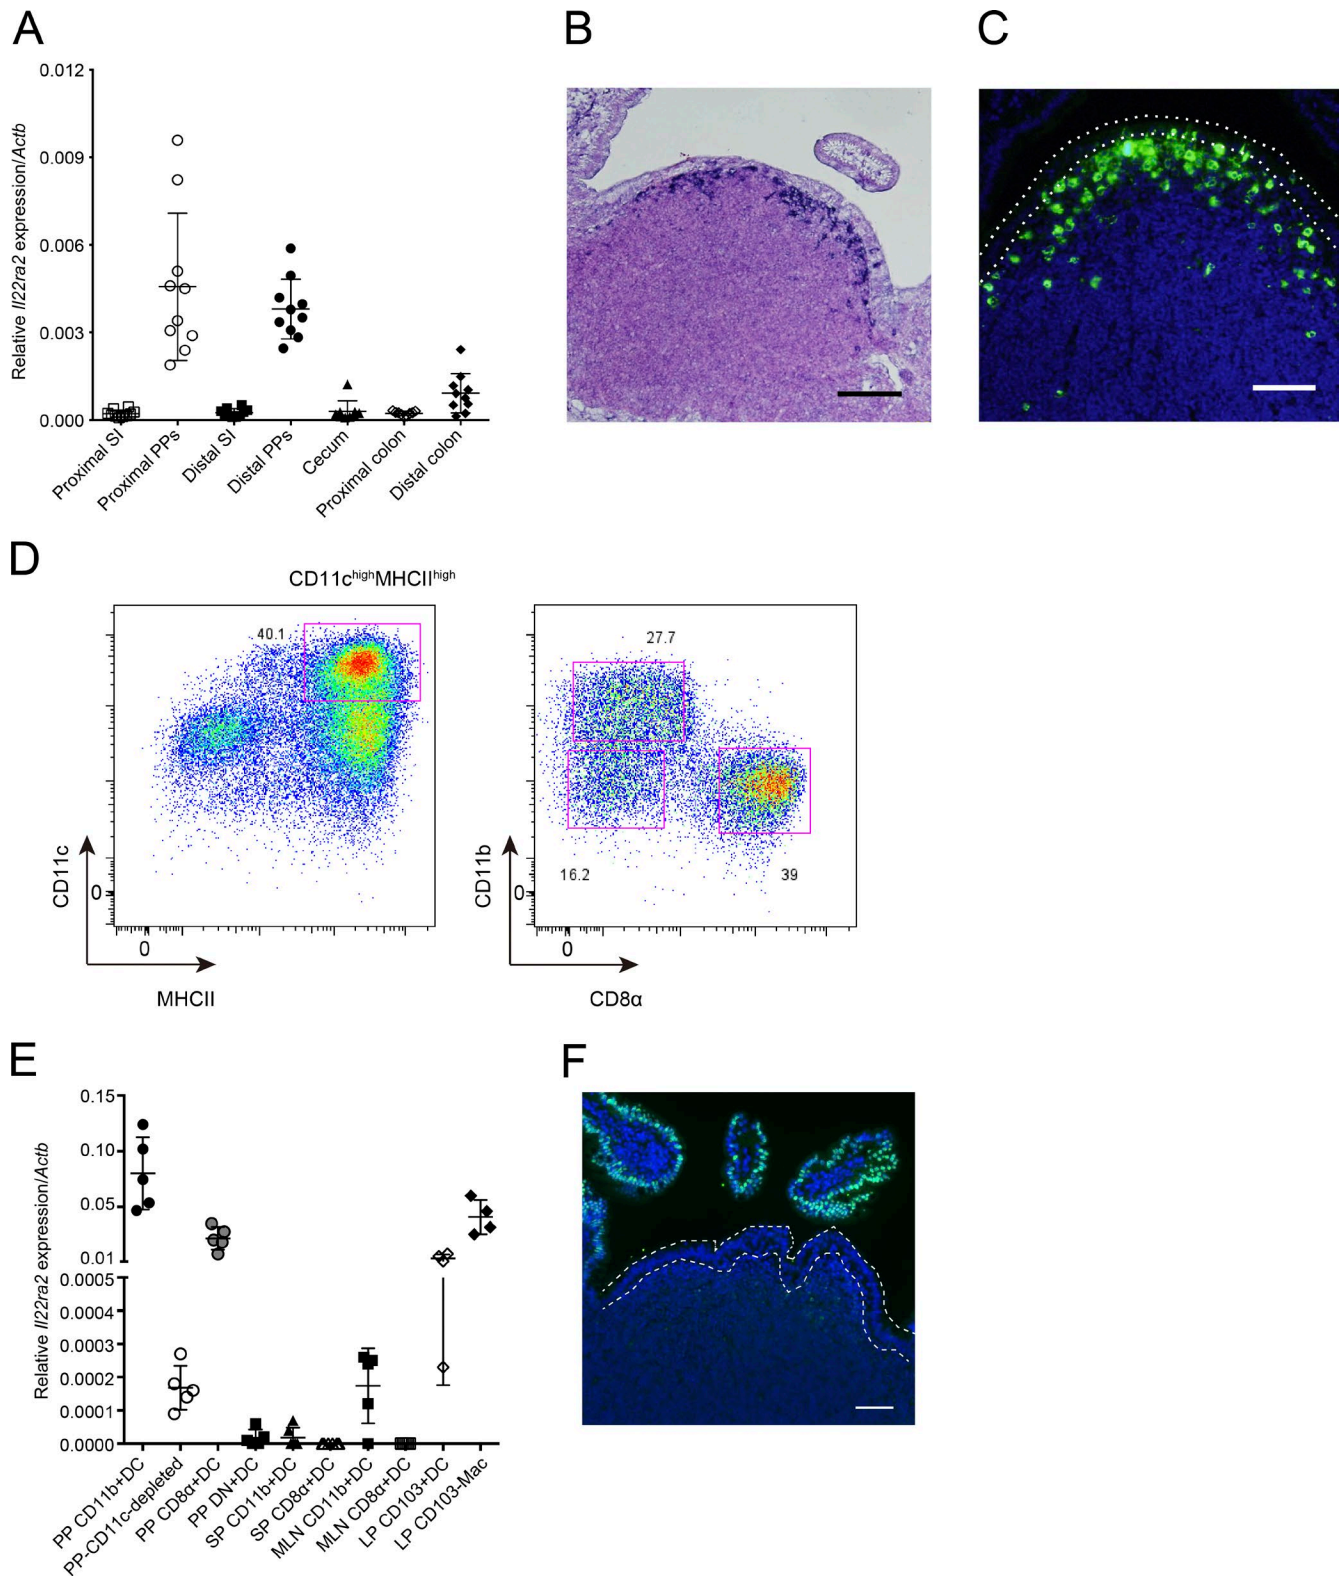 A
B
C
0.012
0.009
0.006
0.003
0.000
Relative Il22ra2 expression/Actb
Proximal SI
Proximal PPs
Distal SI
Distal PPs
Cecum
Proximal colon
Distal colon
D
CD11chighMHCIIhigh
40.1
CD11c
0
0
MHCII
27.7
16.2
39
CD11b
0
0
CD8α
E
F
0.15
0.10
0.05
0.01
0.0005
0.0004
0.0003
0.0002
0.0001
0.0000
Relative Il22ra2 expression/Actb
PP CD11b+DC
PP-CD11c-depleted
PP CD8α+DC
PP DN+DC
SP CD11b+DC
SP CD8α+DC
MLN CD11b+DC
MLN CD8α+DC
LP CD103+DC
LP CD103-Mac